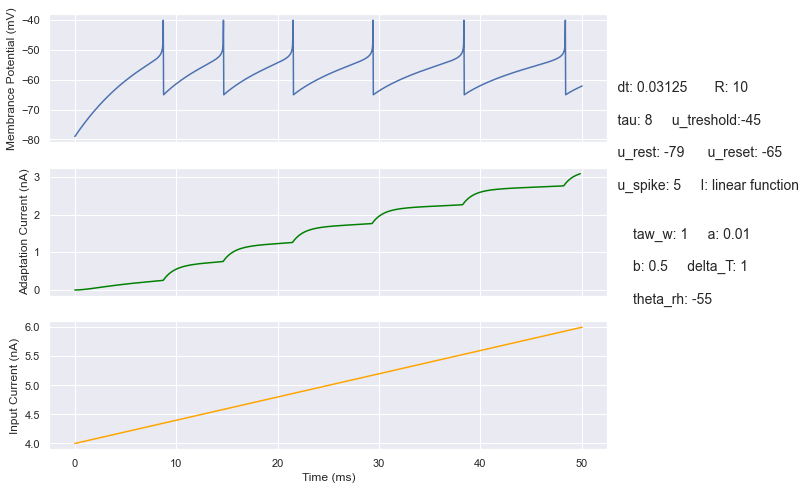 Membrance Potential (mV)
−40
−50
−60
−70
−80
Adaptation Current (nA)
3
2
1
0
Input Current (nA)
6.0
5.5
5.0
4.5
4.0
0 10 20 30 40 50
Time (ms)
dt: 0.03125 R: 10
tau: 8 u_treshold:-45
u_rest: -79 u_reset: -65
u_spike: 5 I: linear function
taw_w: 1 a: 0.01
b: 0.5 delta_T: 1
theta_rh: -55